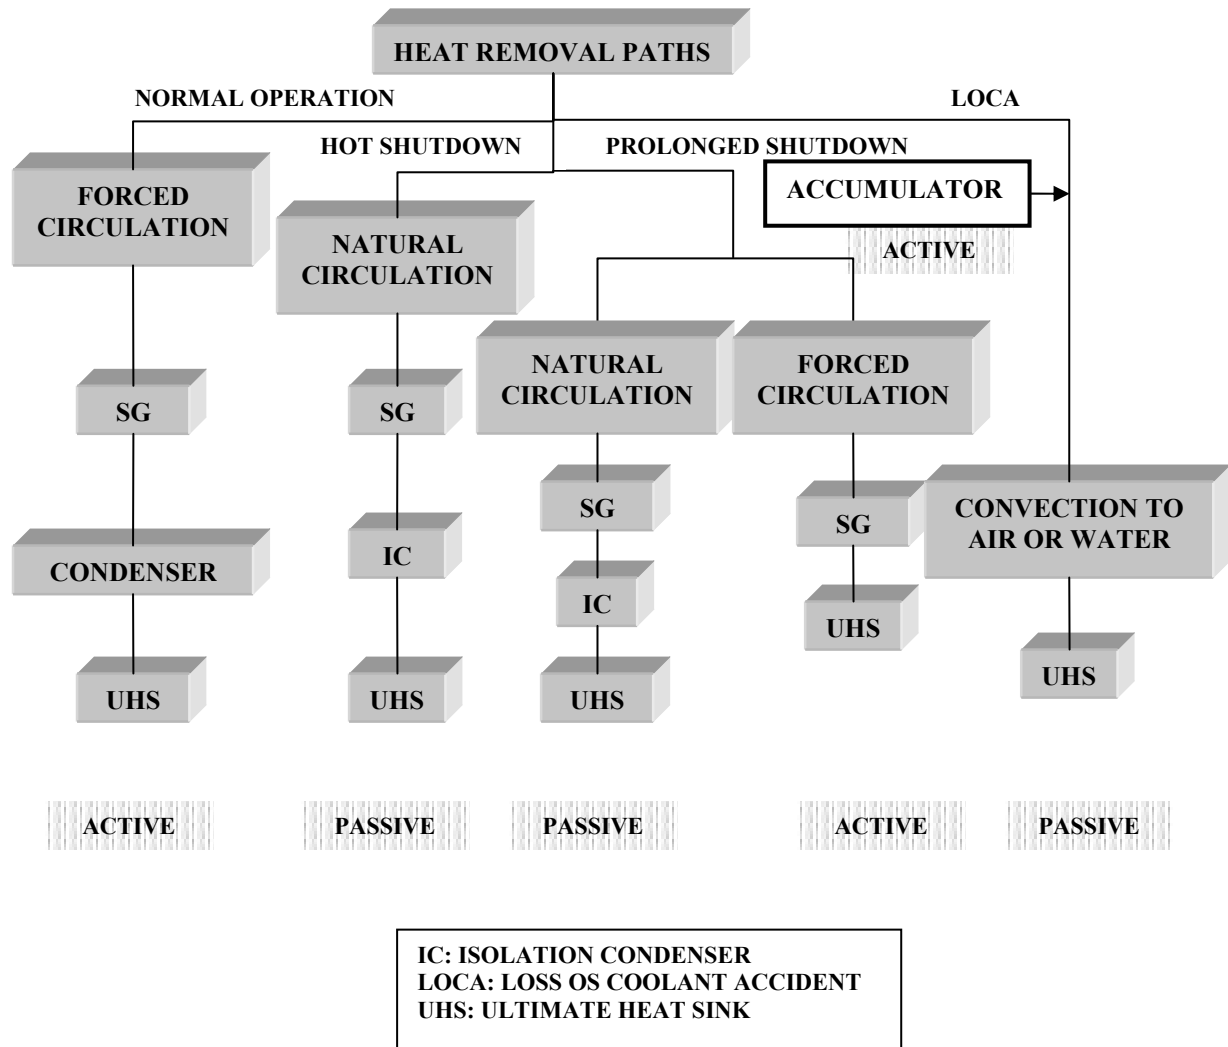 HEAT REMOVAL PATHS
NORMAL OPERATION
LOCA
HOT SHUTDOWN
PROLONGED SHUTDOWN
FORCED
CIRCULATION
ACCUMULATOR
ACTIVE
NATURAL
CIRCULATION
NATURAL
CIRCULATION
FORCED
CIRCULATION
SG
SG
SG
SG
CONVECTION TO
AIR OR WATER
CONDENSER
IC
IC
UHS
UHS
UHS
UHS
UHS
ACTIVE
PASSIVE
PASSIVE
ACTIVE
PASSIVE
IC: ISOLATION CONDENSER
LOCA: LOSS OS COOLANT ACCIDENT
UHS: ULTIMATE HEAT SINK